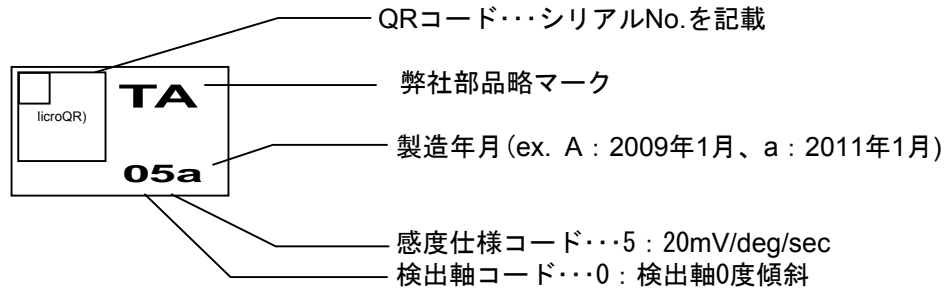 QRコード･･･シリアルNo.を記載
TA
弊社部品略マーク
licroQR)
製造年月(ex. A：2009年1月、a：2011年1月)
05a
感度仕様コード･･･5：20mV/deg/sec
検出軸コード･･･0：検出軸0度傾斜